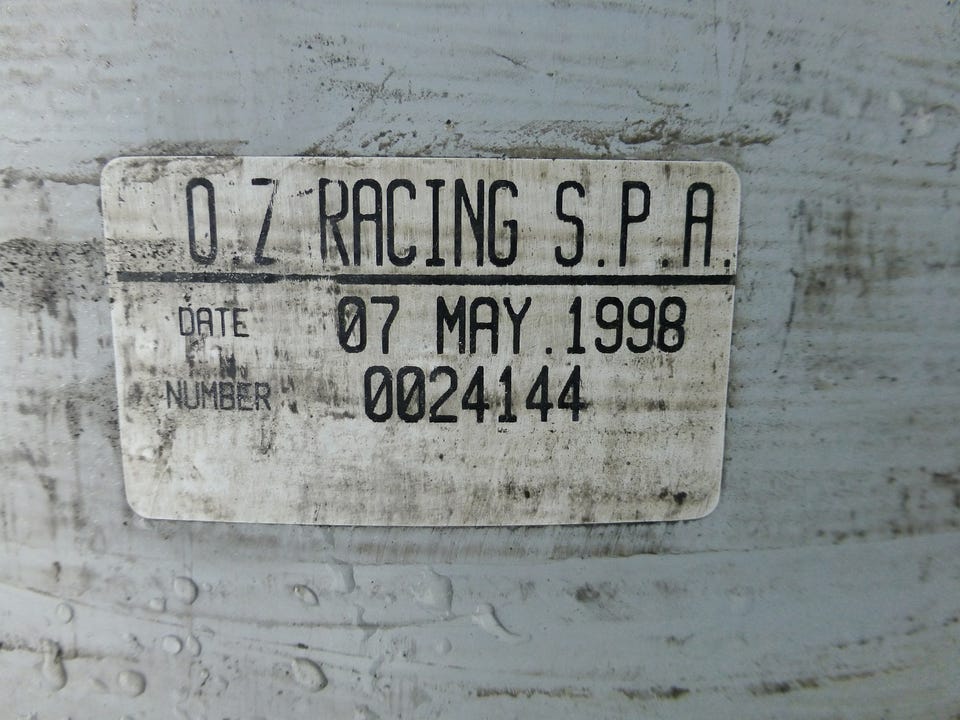 O.Z RACING S.P.A.
DATE 07 MAY.1998
N
NUMBER 0024144